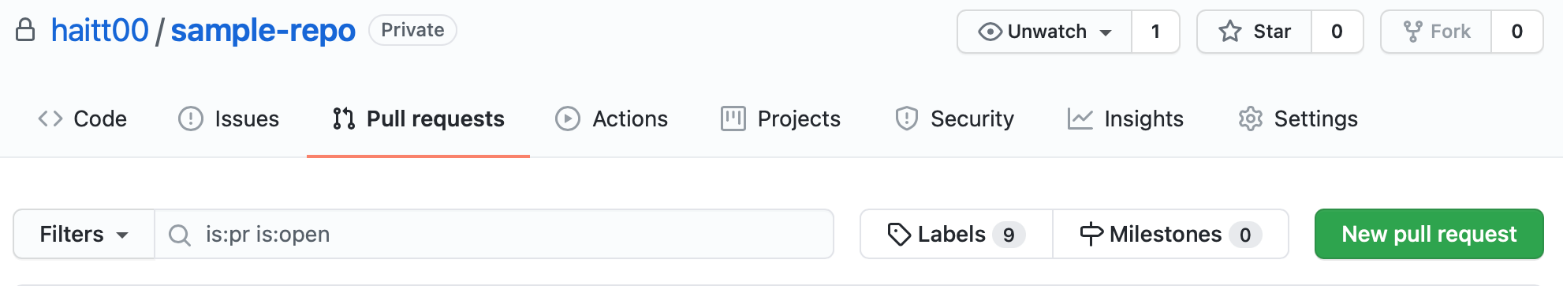 haitt00 / sample-repo Private Unwatch 1 Star 0 Fork 0
Code Issues Pull requests Actions Projects Security Insights Settings
Filters is:pr is:open Labels 9 Milestones 0 New pull request